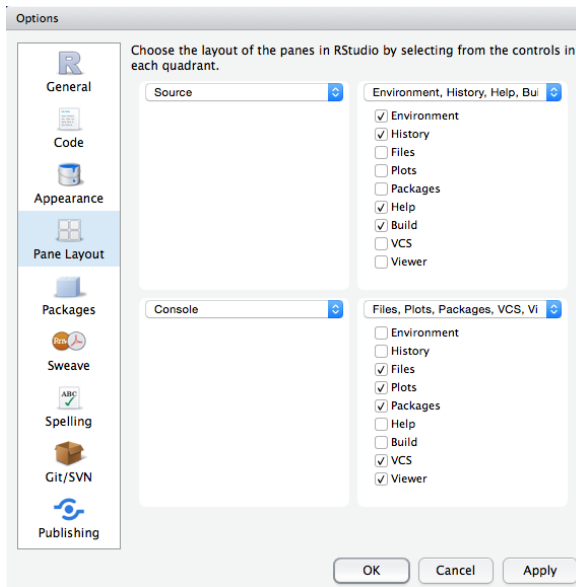 Options
Choose the layout of the panes in RStudio by selecting from the controls in
each quadrant.
General
Code
Appearance
Pane Layout
Packages
Sweave
Spelling
Git/SVN
Publishing
Source
Environment, History, Help, Bui
Environment
History
Files
Plots
Packages
Help
Build
VCS
Viewer
Console
Files, Plots, Packages, VCS, Vi
Environment
History
Files
Plots
Packages
Help
Build
VCS
Viewer
OK
Cancel
Apply